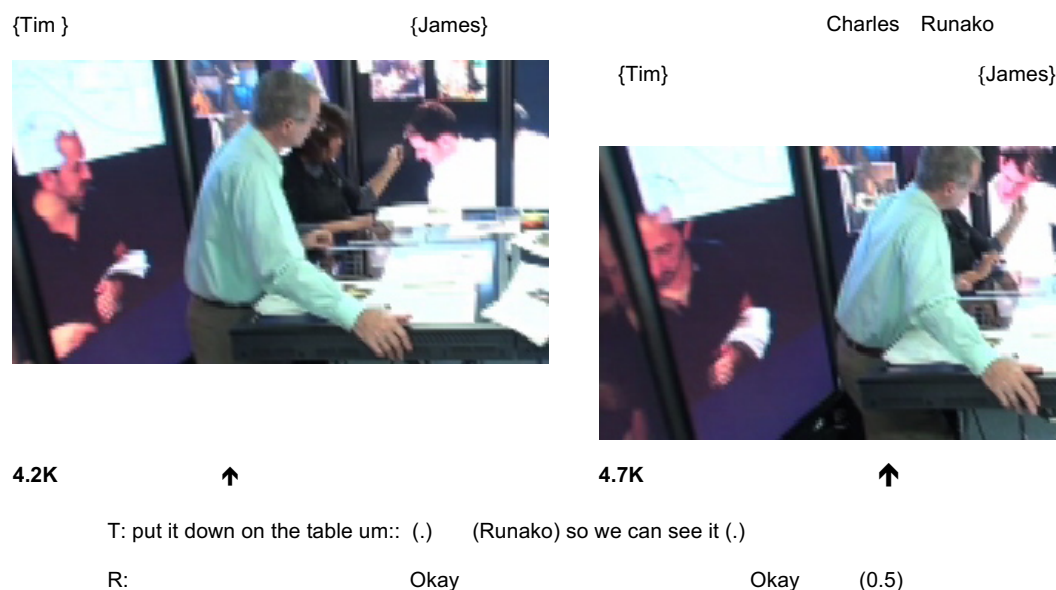 {Tim } {James} Charles Runako
{Tim} {James}
4.2K ↑ 4.7K ↑
T: put it down on the table um:: (.) (Runako) so we can see it (.)
R: Okay Okay (0.5)